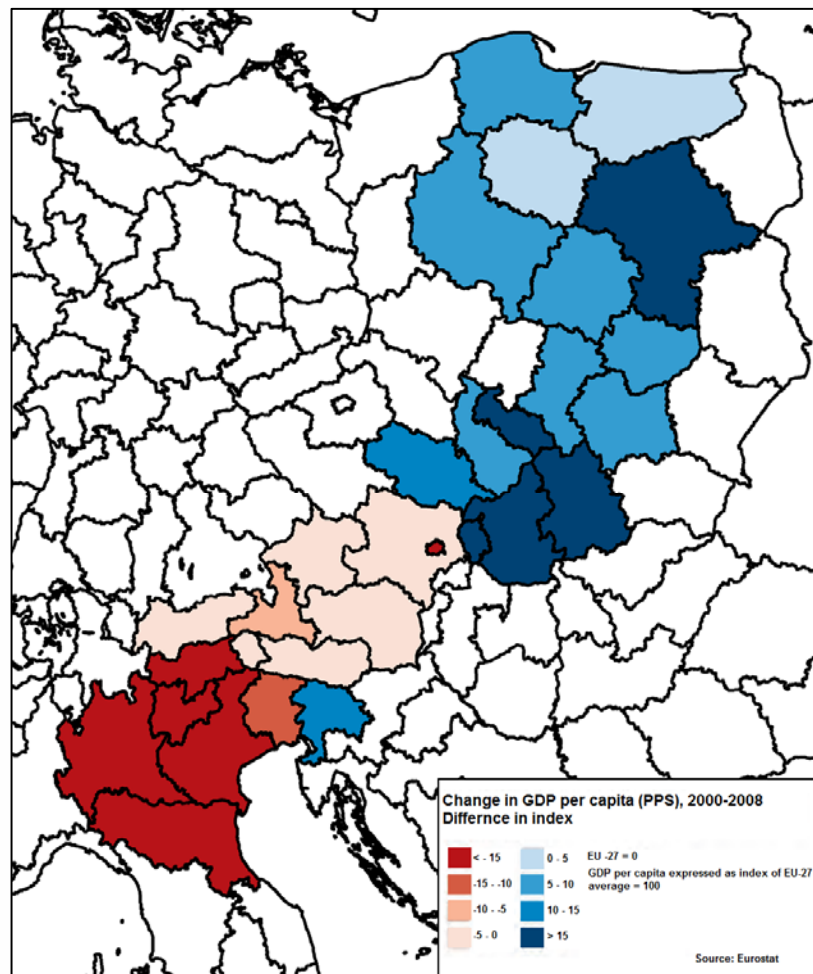 Change in GDP per capita (PPS), 2000-2008
Differnce in index
< - 15
0 - 5
EU -27 = 0
-15 - -10
5 - 10
GDP per capita expressed as index of EU-27
average = 100
-10 - -5
10 - 15
-5 - 0
> 15
Source: Eurostat